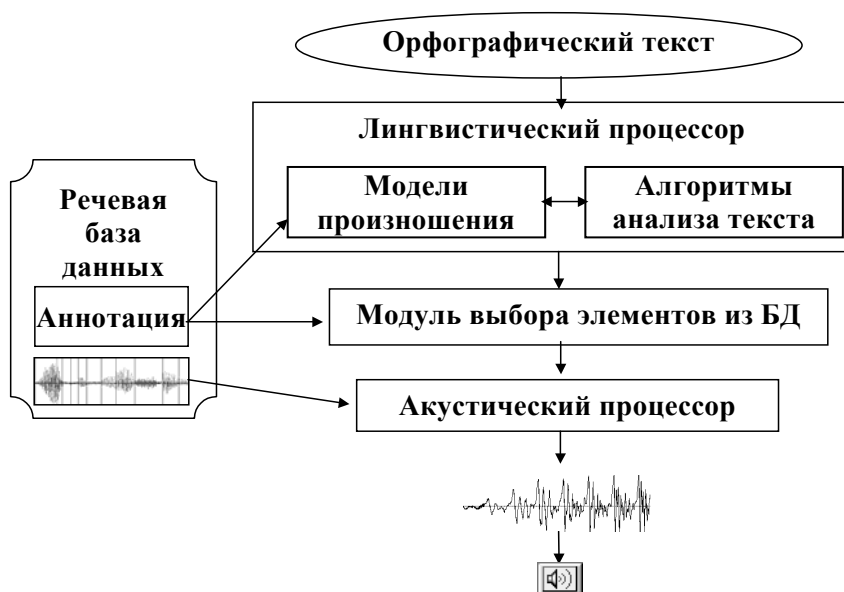 Орфографический текст
Лингвистический процессор
Модели
произношения
Алгоритмы
анализа текста
Речевая
база
данных
Аннотация
Модуль выбора элементов из БД
Акустический процессор